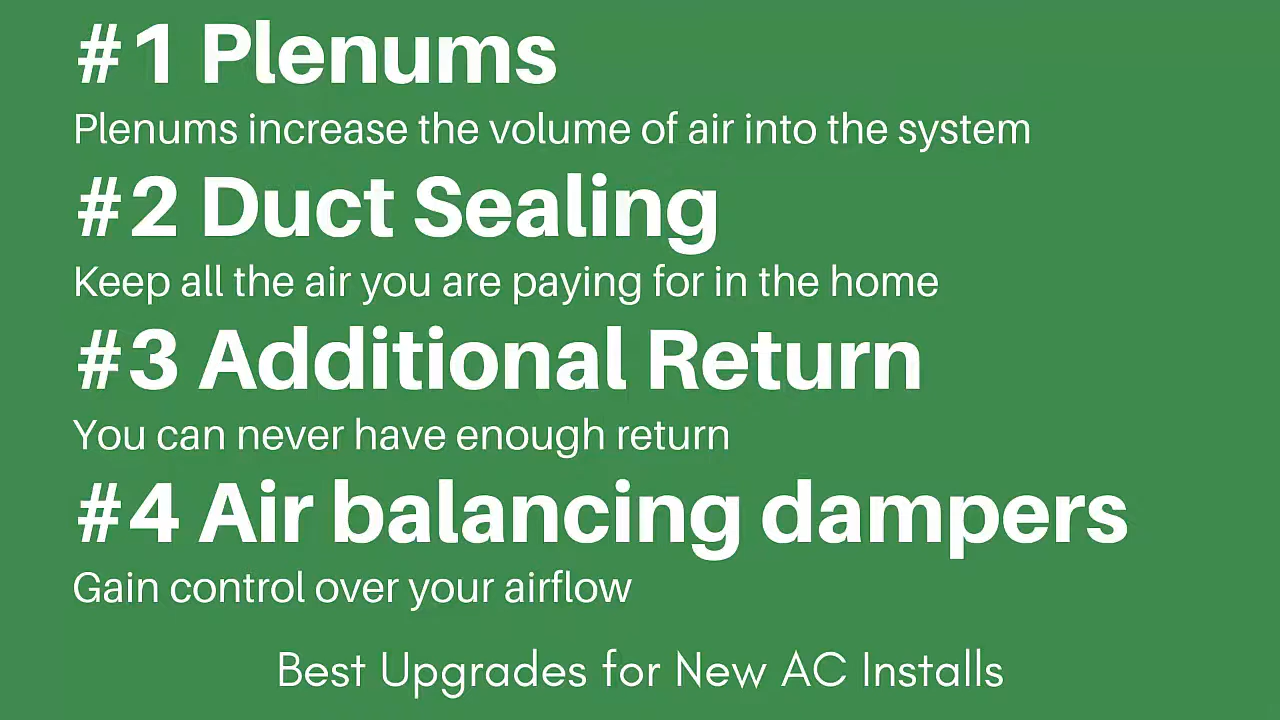 #1 Plenums
Plenums increase the volume of air into the system
#2 Duct Sealing
Keep all the air you are paying for in the home
#3 Additional Return
You can never have enough return
#4 Air balancing dampers
Gain control over your airflow
Best Upgrades for New AC Installs